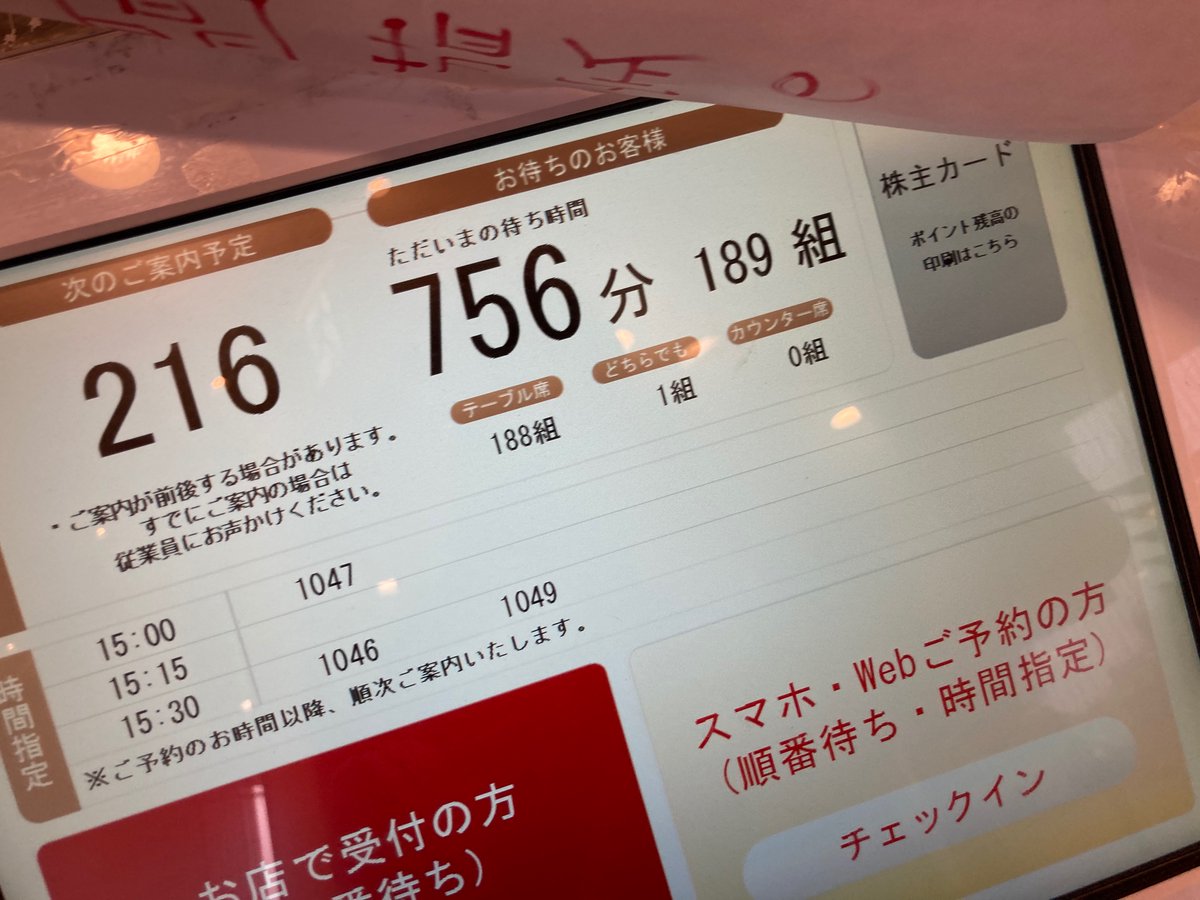 次のご案内予定
216
・ご案内が前後する場合があります。
すでにご案内の場合は
従業員にお声かけください。
お待ちのお客様
ただいまの待ち時間
756分 189組
テーブル席 どちらでも カウンター席
188組 1組 0組
株主カード
ポイント残高の
印刷はこちら
時間指定
15:00 1047
15:15
15:30 1046 1049
※ご予約のお時間以降、順次ご案内いたします。
お店で受付の方
番待ち)
スマホ・Webご予約の方
(順番待ち・時間指定)
チェックイン